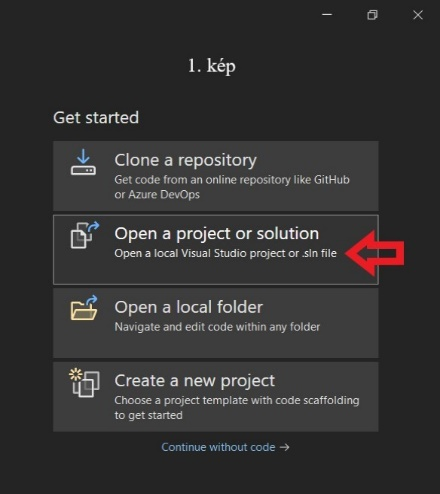 1. kép
Get started
Clone a repository
Get code from an online repository like GitHub
or Azure DevOps
Open a project or solution
Open a local Visual Studio project or .sln file
Open a local folder
Navigate and edit code within any folder
Create a new project
Choose a project template with code scaffolding
to get started
Continue without code →